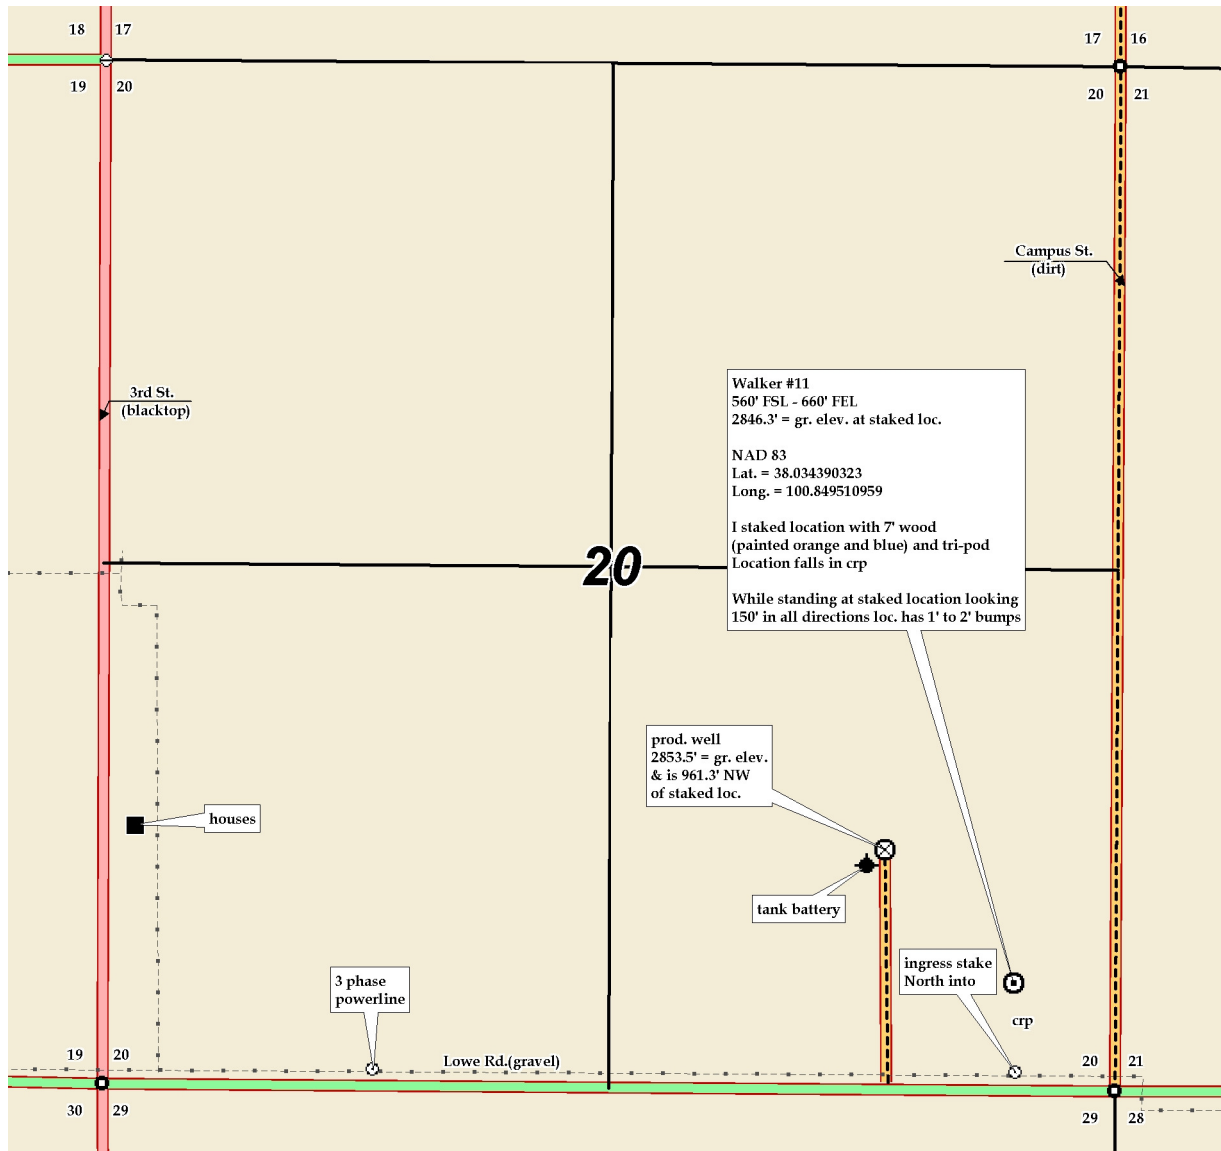 18 17
17 16
19 20
20 21
Campus St.
(dirt)
3rd St.
(blacktop)
Walker #11
560' FSL - 660' FEL
2846.3' = gr. elev. at staked loc.
NAD 83
Lat. = 38.034390323
Long. = 100.849510959
I staked location with 7' wood
(painted orange and blue) and tri-pod
Location falls in crp
While standing at staked location looking
150' in all directions loc. has 1' to 2' bumps
20
prod. well
2853.5' = gr. elev.
& is 961.3' NW
of staked loc.
houses
tank battery
ingress stake
North into
3 phase
powerline
crp
Lowe Rd.(gravel)
19 20
20 21
30 29
29 28